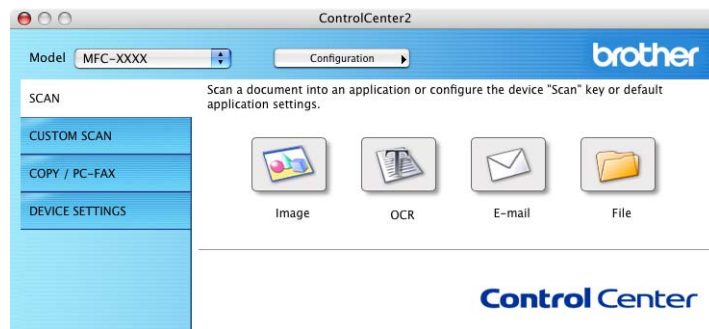 ControlCenter2
Model MFC-XXXX Configuration brother
SCAN
CUSTOM SCAN
COPY / PC-FAX
DEVICE SETTINGS
Scan a document into an application or configure the device "Scan" key or default
application settings.
Image OCR E-mail File
Control Center